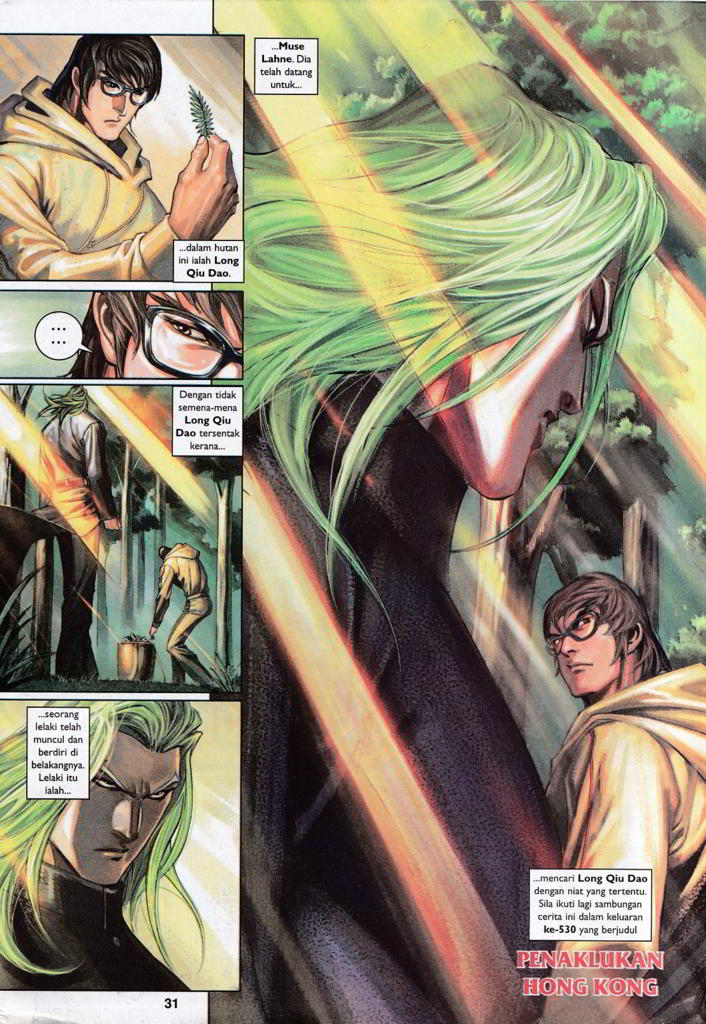 ...dalam hutan
ini ialah Long
Qiu Dao.
...
...
Dengan tidak
semena-mena
Long Qiu
Dao tersentak
kerana...
...seorang
lelaki telah
muncul dan
berdiri di
belakangnya.
Lelaki itu
ialah...
...Muse
Lahne. Dia
telah datang
untuk...
...mencari Long Qiu Dao
dengan niat yang tertentu.
Sila ikuti lagi sambungan
cerita ini dalam keluaran
ke-530 yang berjudul
PENAKLUKAN
HONG KONG
31